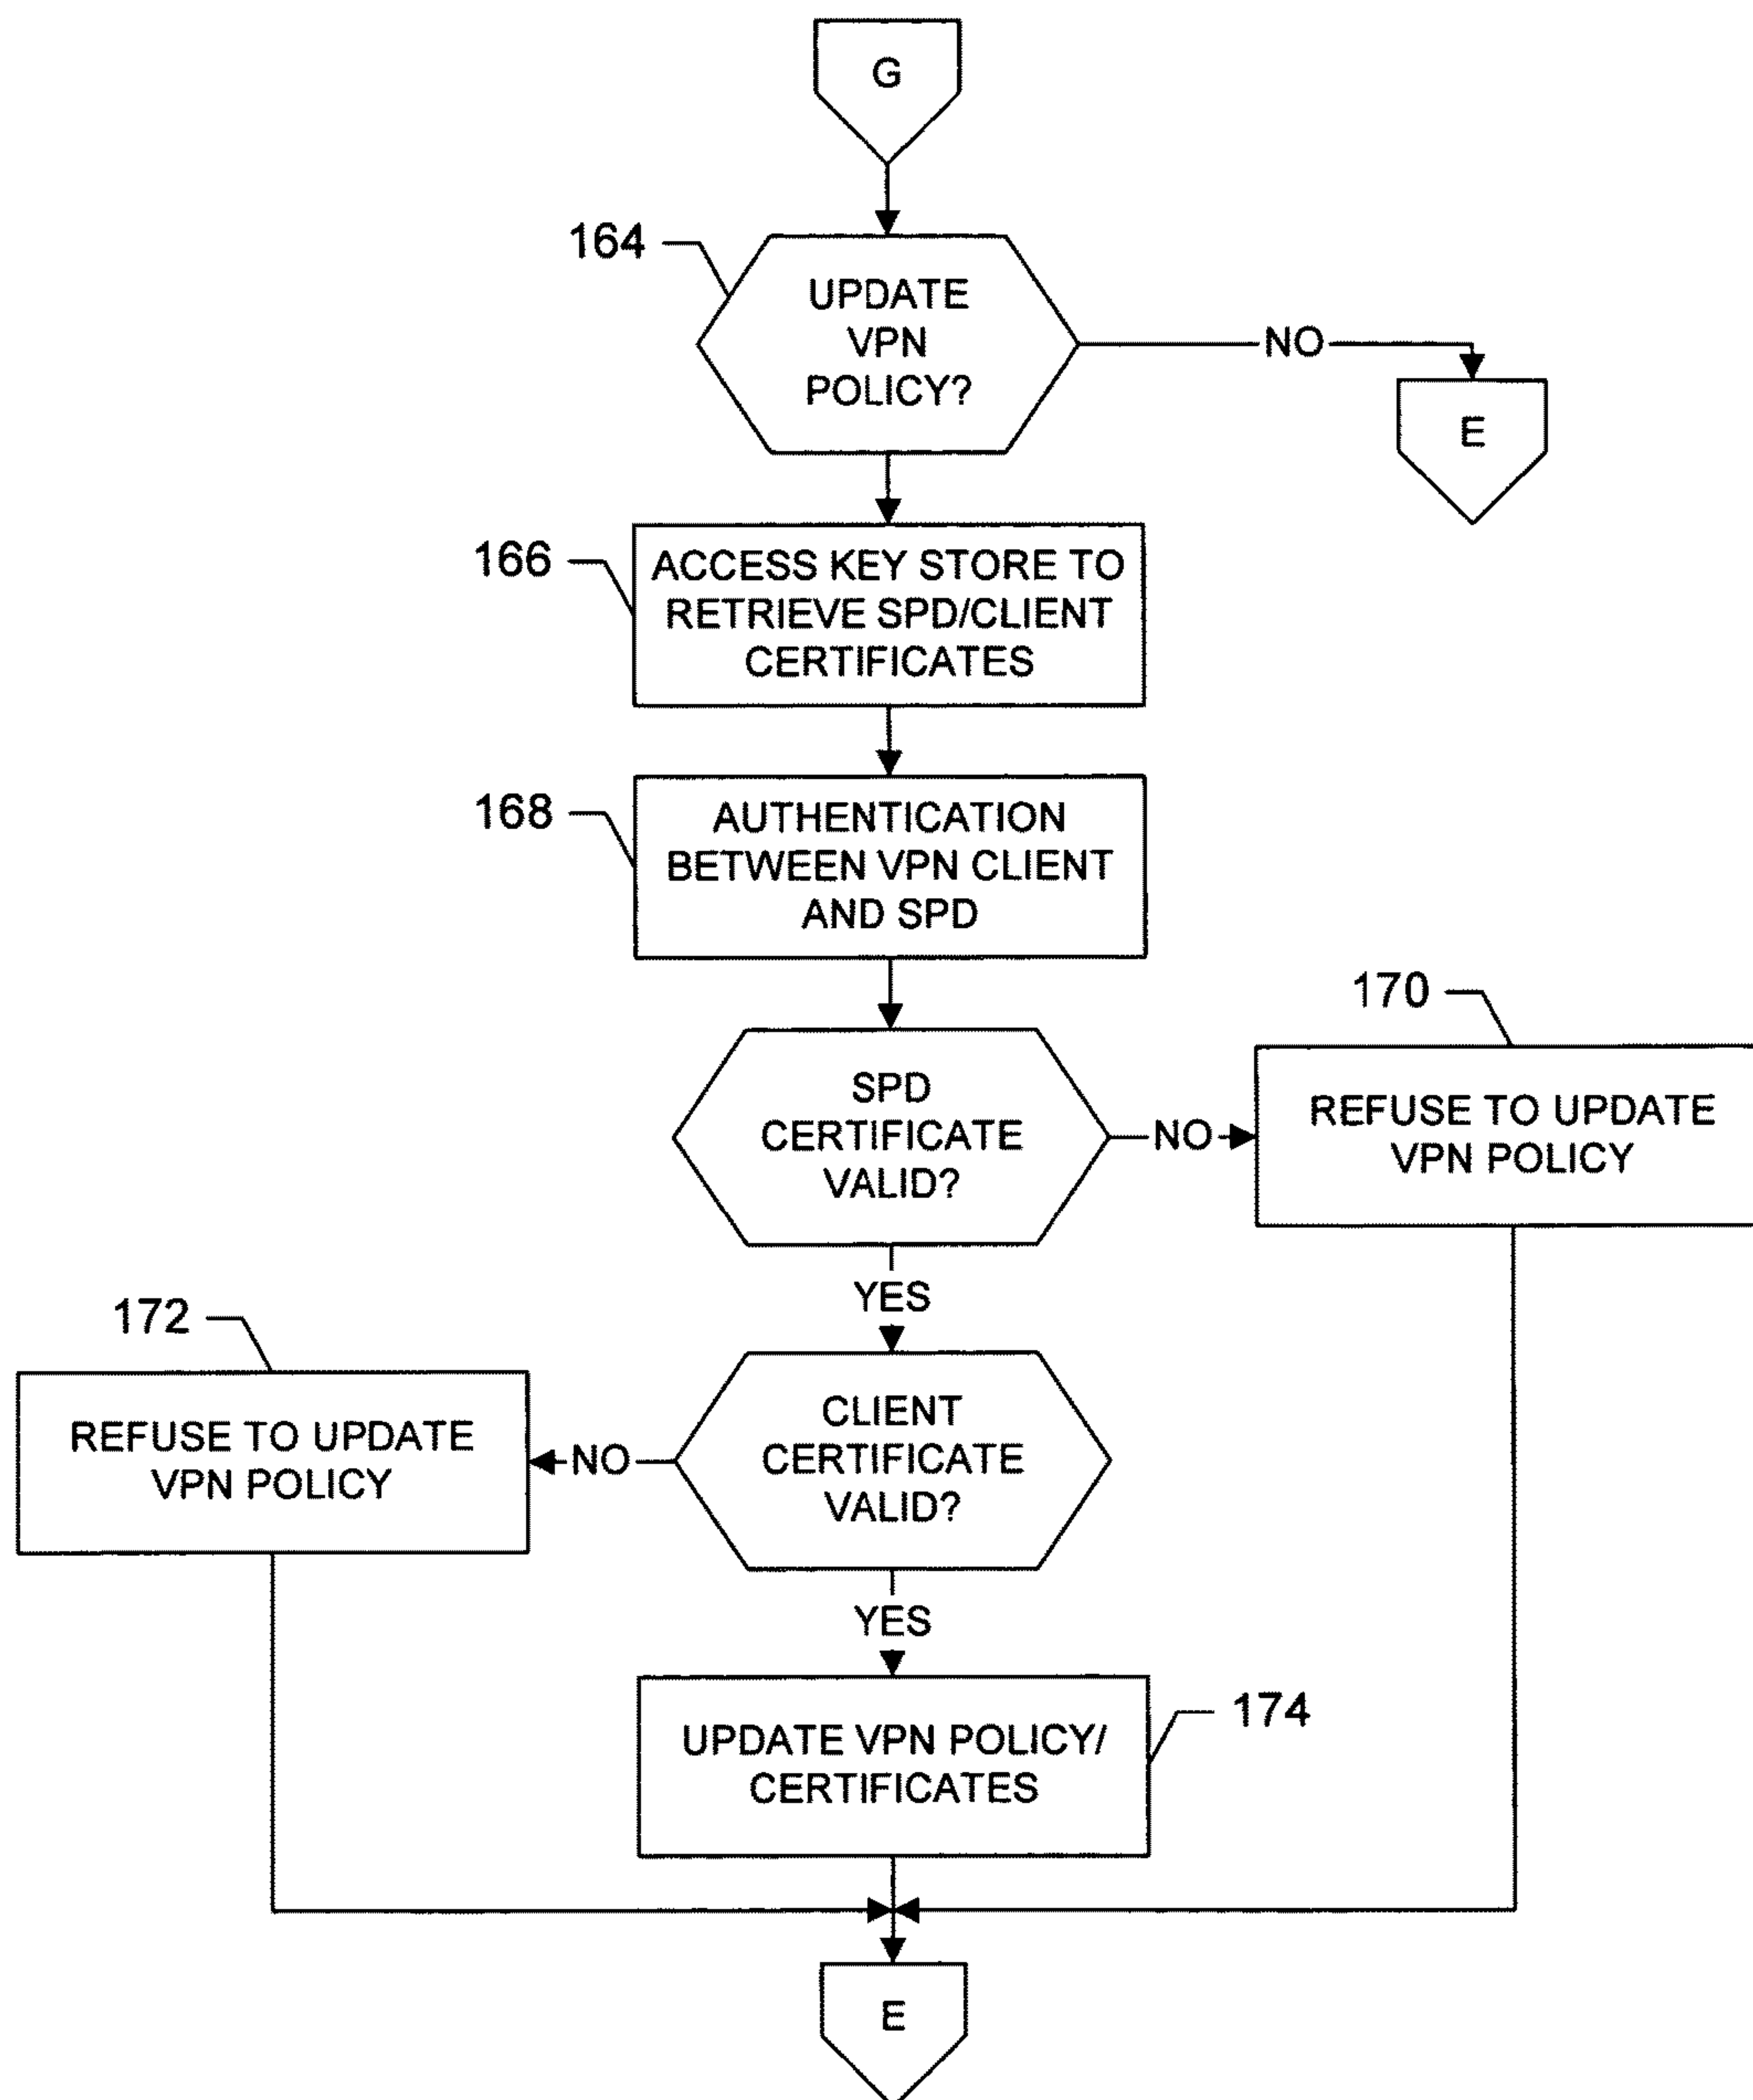 G
164
UPDATE
VPN
POLICY?
NO
E
166
ACCESS KEY STORE TO
RETRIEVE SPD/CLIENT
CERTIFICATES
168
AUTHENTICATION
BETWEEN VPN CLIENT
AND SPD
170
SPD
CERTIFICATE
VALID?
NO
REFUSE TO UPDATE
VPN POLICY
YES
172
REFUSE TO UPDATE
VPN POLICY
NO
CLIENT
CERTIFICATE
VALID?
YES
174
UPDATE VPN POLICY/
CERTIFICATES
E